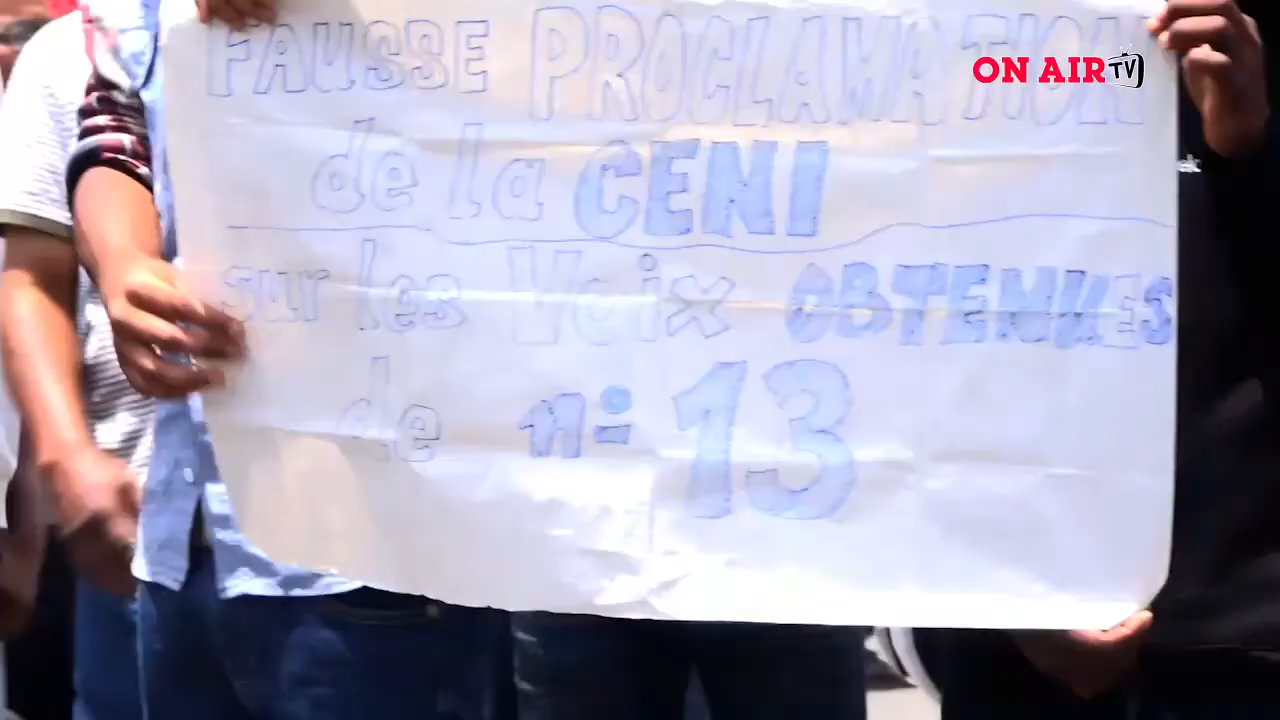 FAUSSE PROCLAMATION
de la CENI
sur les Voix OBTENUES
de n° 13
ON AIR TV